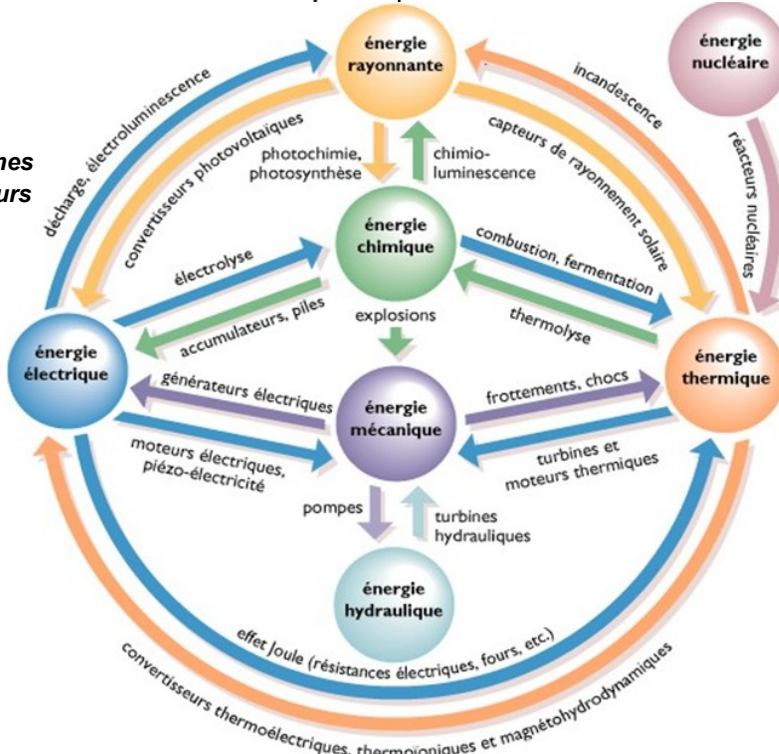 énergie
rayonnante
énergie
nucléaire
décharge, électroluminescence
convertisseurs photovoltaïques
photochimie,
photosynthèse
chimio-
luminescence
capteurs de rayonnement solaire
incandescence
réacteurs nucléaires
énergie
chimique
électrolyse
accumulateurs, piles
combustion, fermentation
thermolyse
explosions
énergie
électrique
énergie
thermique
générateurs électriques
moteurs électriques,
piézo-électricité
énergie
mécanique
frottements, chocs
turbines et
moteurs thermiques
pompes
turbines
hydrauliques
énergie
hydraulique
effet Joule (résistances électriques, fours, etc.)
convertisseurs thermoélectriques, thermoïoniques et magnétohydrodynamiques